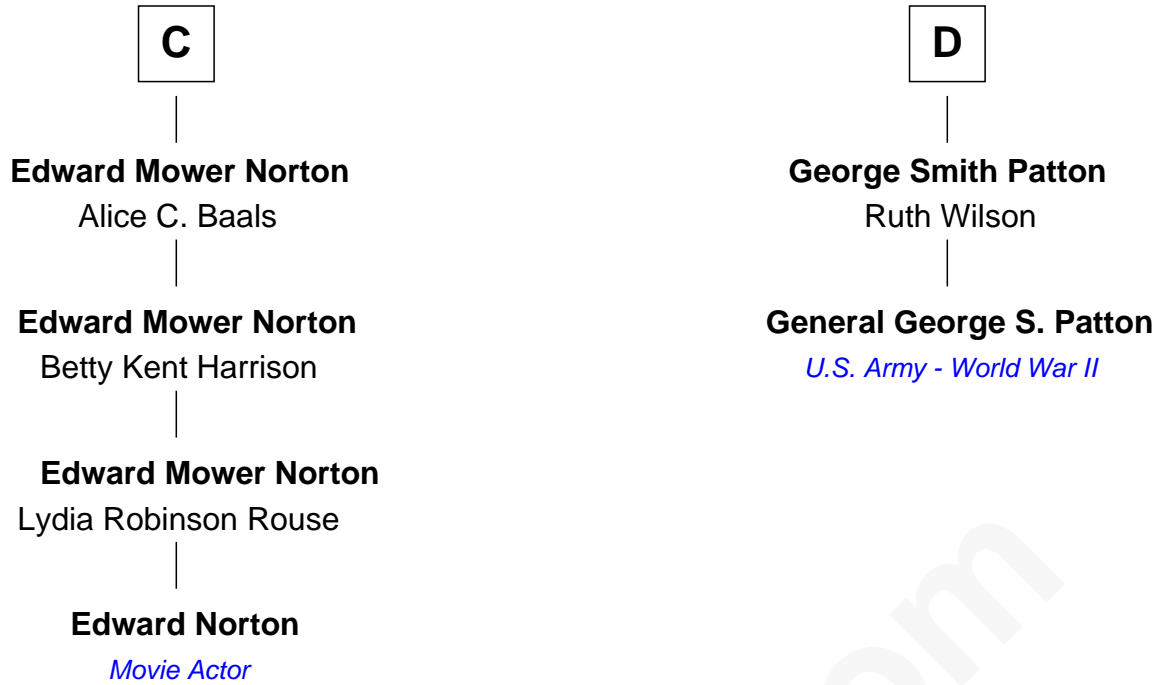 C
Edward Mower Norton
Alice C. Baals
Edward Mower Norton
Betty Kent Harrison
Edward Mower Norton
Lydia Robinson Rouse
Edward Norton
Movie Actor
D
George Smith Patton
Ruth Wilson
General George S. Patton
U.S. Army - World War II
om